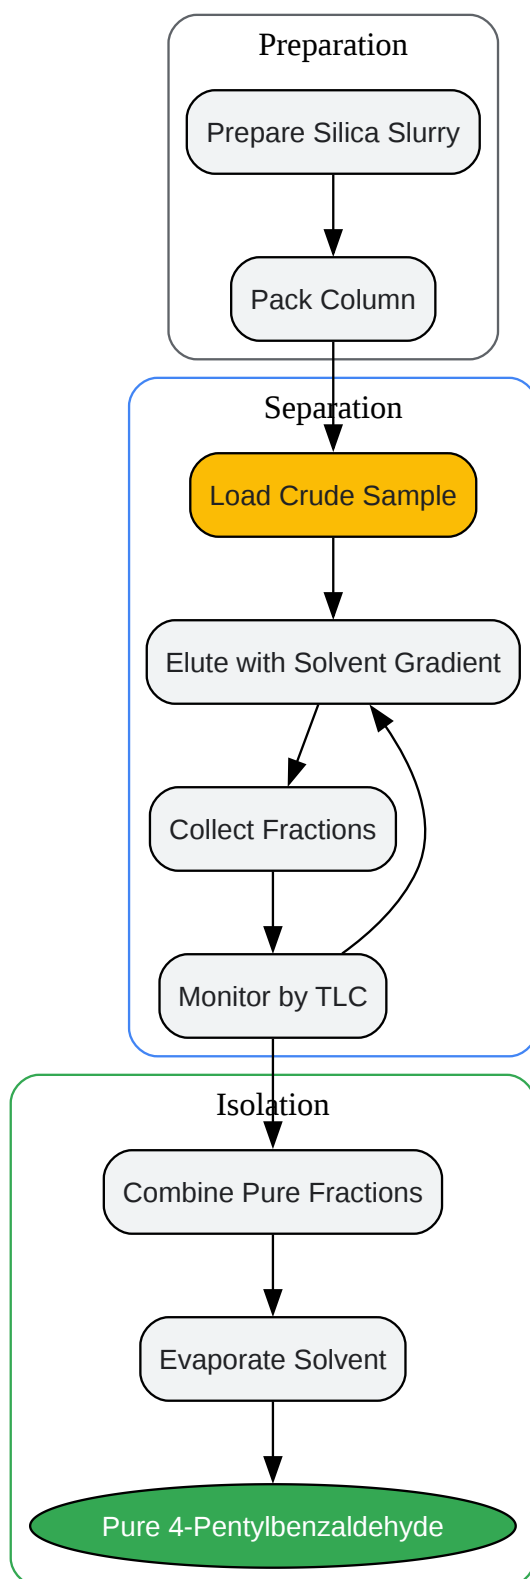 Preparation
Prepare Silica Slurry
Pack Column
Separation
Load Crude Sample
Elute with Solvent Gradient
Collect Fractions
Monitor by TLC
Isolation
Combine Pure Fractions
Evaporate Solvent
Pure 4-Pentylbenzaldehyde